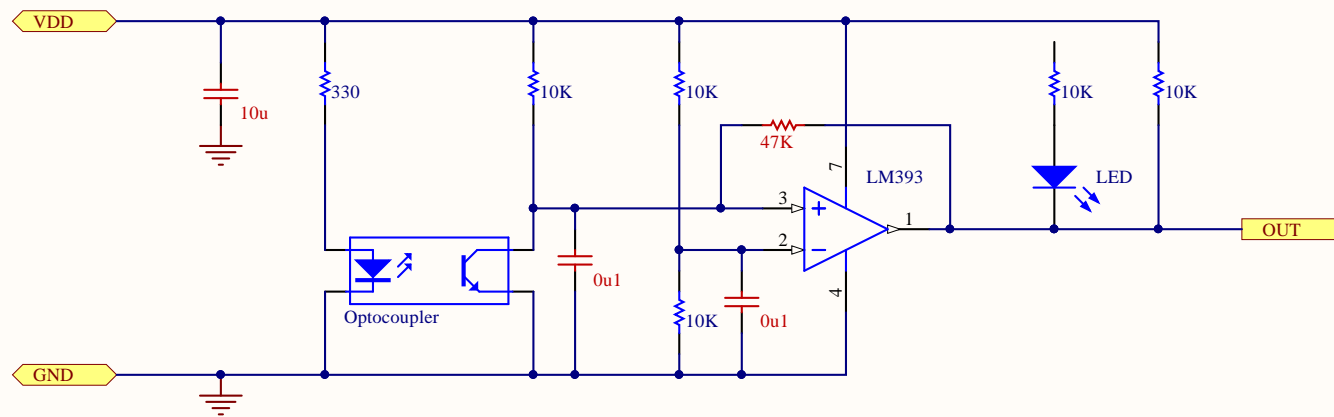 VDD
10u
330
10K
10K
47K
7
LM393
10K
10K
3
2
1
4
LED
OUT
0u1
Optocoupler
10K
0u1
GND